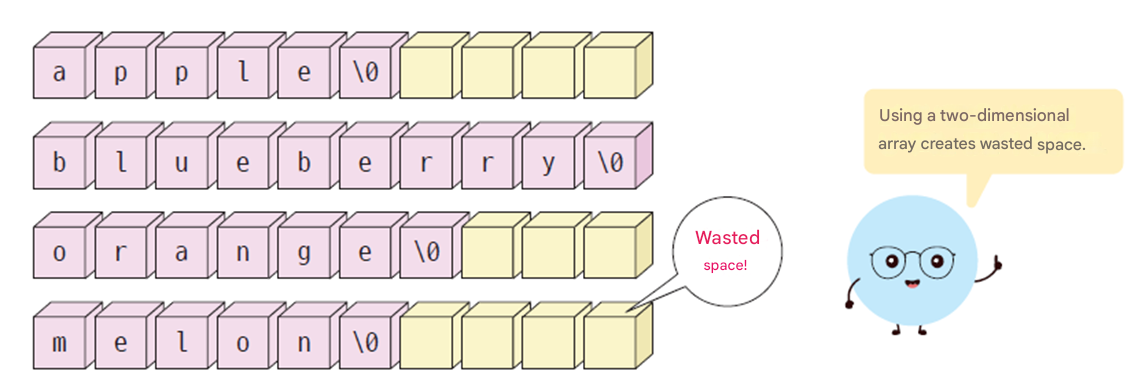 a p p l e \0
b l u e b e r r y \0
o r a n g e \0
m e l o n \0
Wasted
space!
Using a two-dimensional
array creates wasted space.